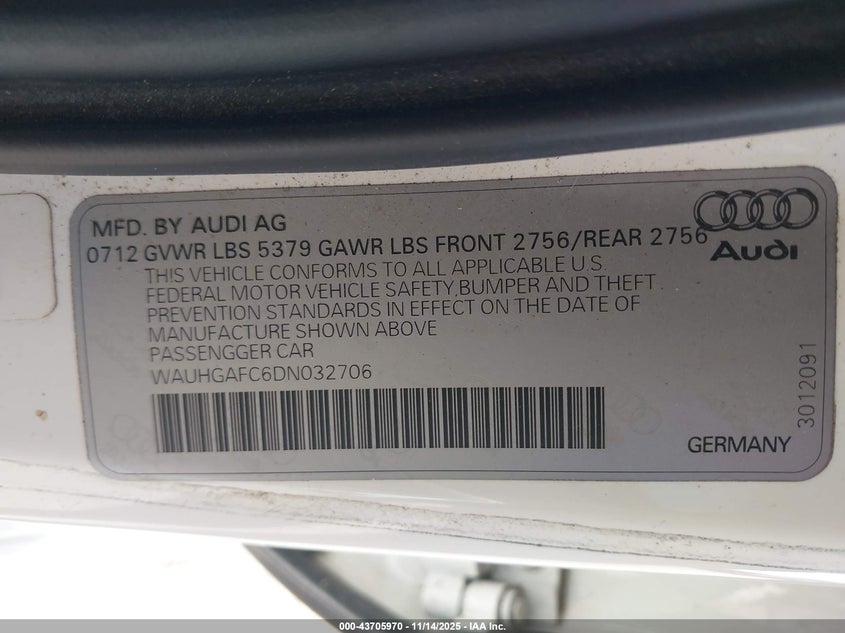 MFD. BY AUDI AG
0712 GVWR LBS 5379 GAWR LBS FRONT 2756/REAR 2756
Audi
THIS VEHICLE CONFORMS TO ALL APPLICABLE U.S.
FEDERAL MOTOR VEHICLE SAFETY,BUMPER AND THEFT
PREVENTION STANDARDS IN EFFECT ON THE DATE OF
MANUFACTURE SHOWN ABOVE
PASSENGGER CAR
WAUHGAFC6DN032706
3012091
GERMANY
000-43705970 - 11/14/2025 - IAA Inc.